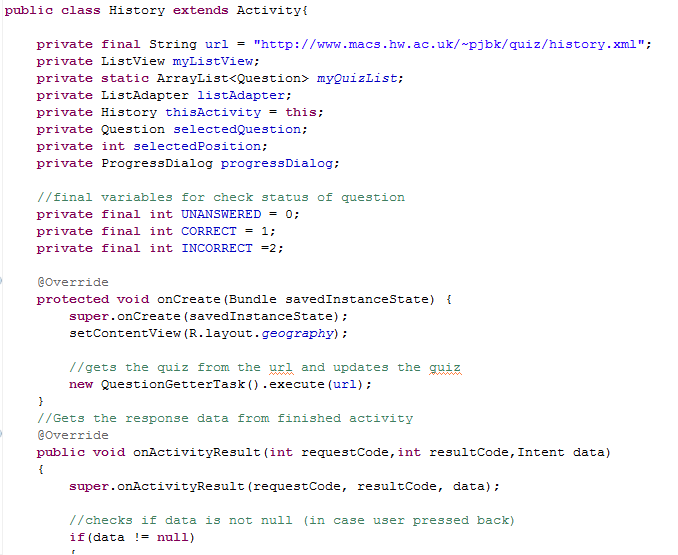 public class History extends Activity{
private final String url = "http://www.macs.hw.ac.uk/~pjbk/quiz/history.xml";
private ListView myListView;
private static ArrayList<Question> myQuizList;
private ListAdapter listAdapter;
private History thisActivity = this;
private Question selectedQuestion;
private int selectedPosition;
private ProgressDialog progressDialog;
//final variables for check status of question
private final int UNANSWERED = 0;
private final int CORRECT = 1;
private final int INCORRECT =2;
@Override
protected void onCreate(Bundle savedInstanceState) {
super.onCreate(savedInstanceState);
setContentView(R.layout.geography);
//gets the quiz from the url and updates the quiz
new QuestionGetterTask().execute(url);
}
//Gets the response data from finished activity
@Override
public void onActivityResult(int requestCode,int resultCode,Intent data)
{
super.onActivityResult(requestCode, resultCode, data);
//checks if data is not null (in case user pressed back)
if(data != null)
{